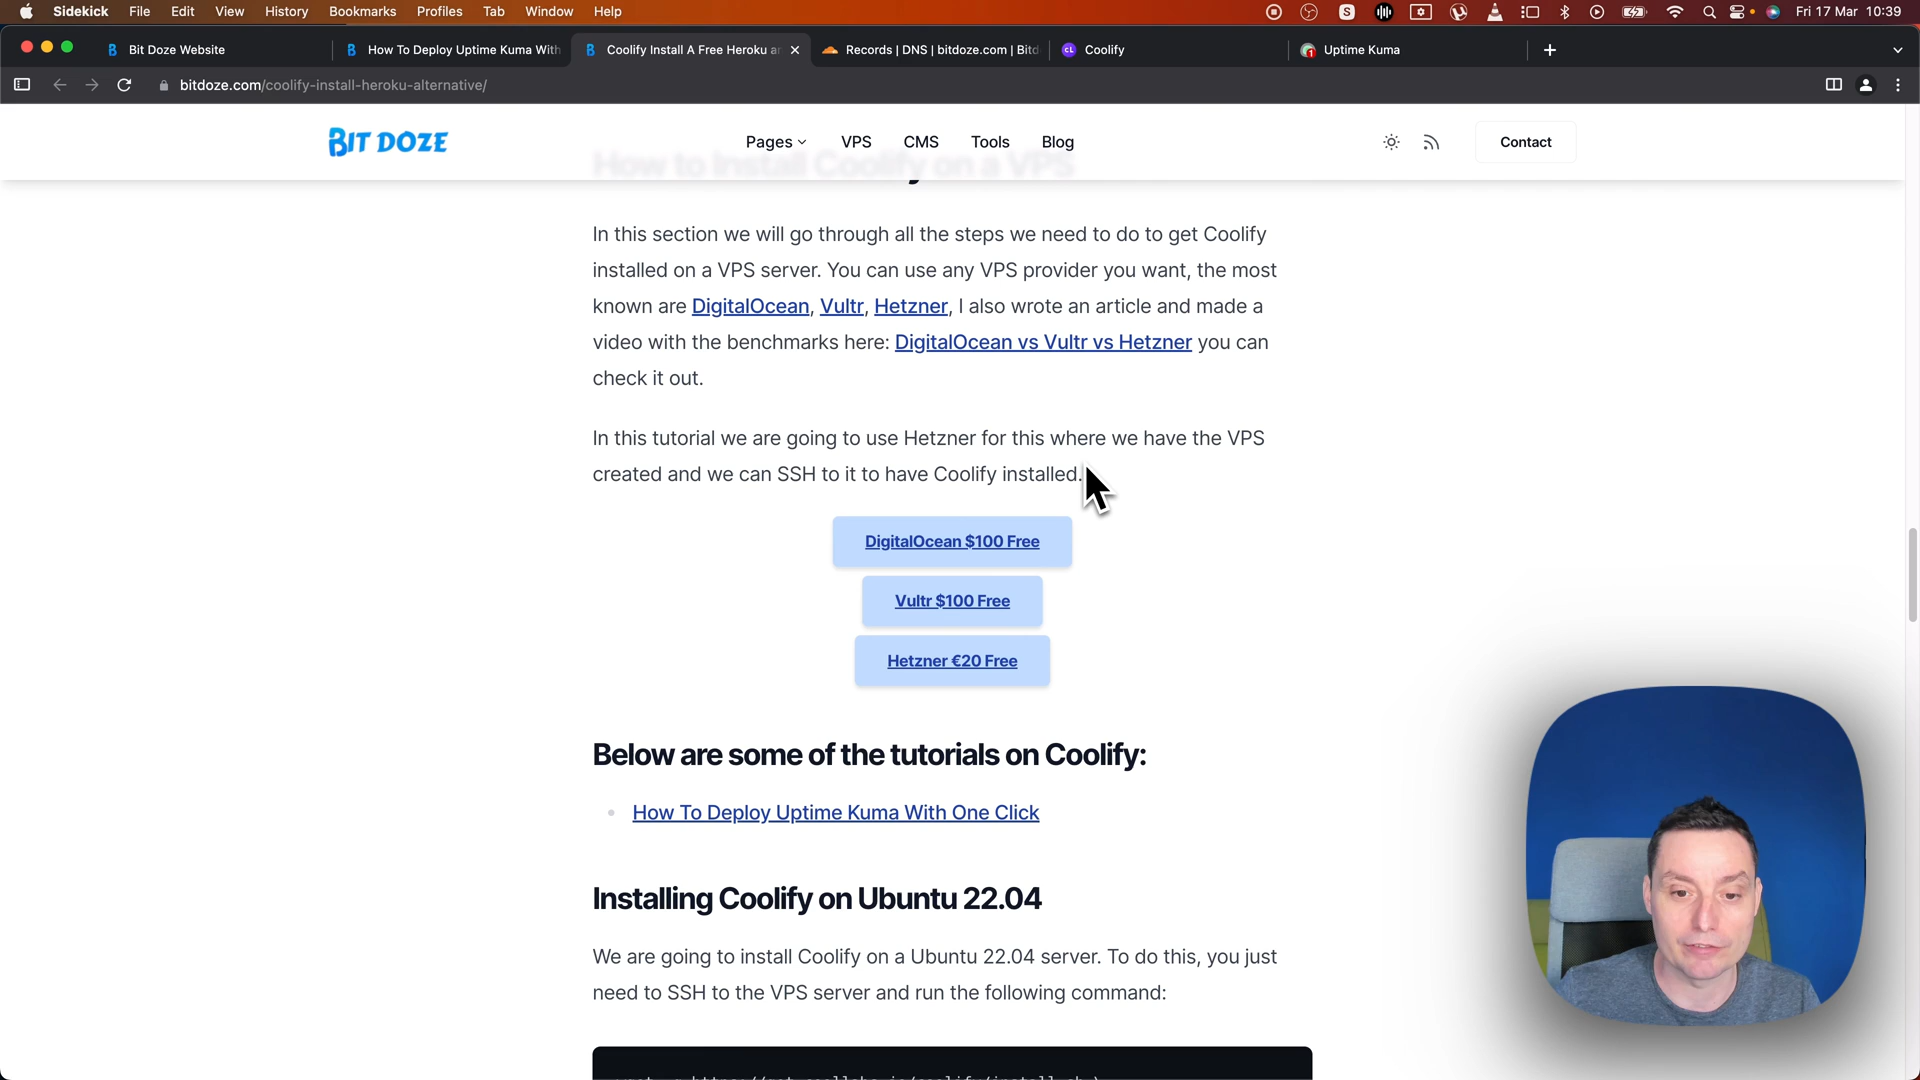 Sidekick File Edit View History Bookmarks Profiles Tab Window Help
S
Fri 17 Mar 10:39
Bit Doze Website
How To Deploy Uptime Kuma With
Coolify Install A Free Heroku a
Records | DNS | bitdoze.com | Bitd
CL Coolify
1 Uptime Kuma
bitdoze.com/coolify-install-heroku-alternative/
BIT DOZE
Pages VPS CMS Tools Blog
Contact
How to Install Coolify on a VPS
In this section we will go through all the steps we need to do to get Coolify
installed on a VPS server. You can use any VPS provider you want, the most
known are DigitalOcean, Vultr, Hetzner, I also wrote an article and made a
video with the benchmarks here: DigitalOcean vs Vultr vs Hetzner you can
check it out.
In this tutorial we are going to use Hetzner for this where we have the VPS
created and we can SSH to it to have Coolify installed.
DigitalOcean $100 Free
Vultr $100 Free
Hetzner €20 Free
Below are some of the tutorials on Coolify:
How To Deploy Uptime Kuma With One Click
Installing Coolify on Ubuntu 22.04
We are going to install Coolify on a Ubuntu 22.04 server. To do this, you just
need to SSH to the VPS server and run the following command: